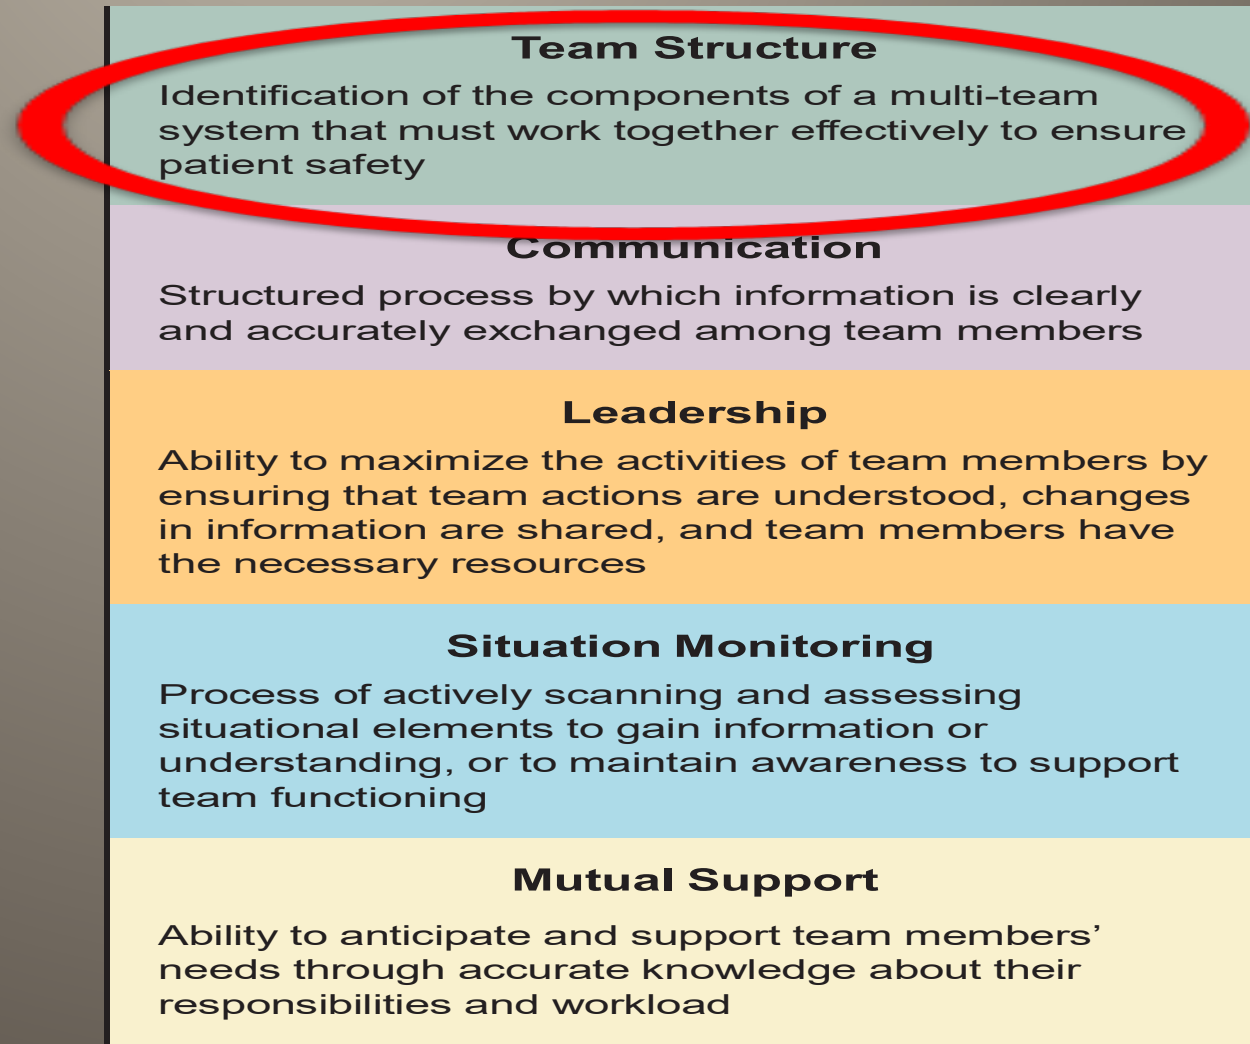 Team Structure
Identification of the components of a multi-team
system that must work together effectively to ensure
patient safety
Communication
Structured process by which information is clearly
and accurately exchanged among team members
Leadership
Ability to maximize the activities of team members by
ensuring that team actions are understood, changes
in information are shared, and team members have
the necessary resources
Situation Monitoring
Process of actively scanning and assessing
situational elements to gain information or
understanding, or to maintain awareness to support
team functioning
Mutual Support
Ability to anticipate and support team members’
needs through accurate knowledge about their
responsibilities and workload